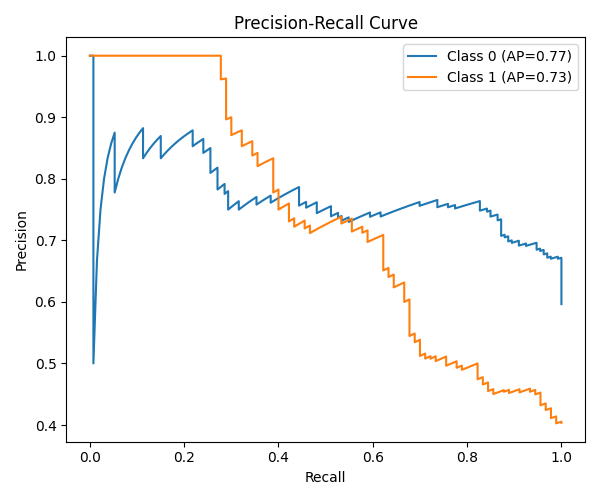 Precision-Recall Curve
Class 0 (AP=0.77)
Class 1 (AP=0.73)
Precision
1.0
0.9
0.8
0.7
0.6
0.5
0.4
0.0 0.2 0.4 0.6 0.8 1.0
Recall